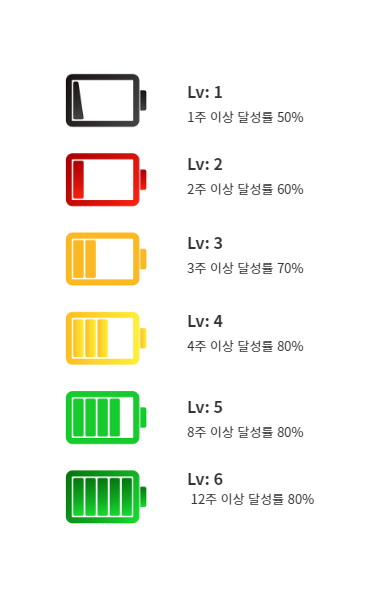 Lv: 1
1주 이상 달성률 50%
Lv: 2
2주 이상 달성률 60%
Lv: 3
3주 이상 달성률 70%
Lv: 4
4주 이상 달성률 80%
Lv: 5
8주 이상 달성률 80%
Lv: 6
12주 이상 달성률 80%